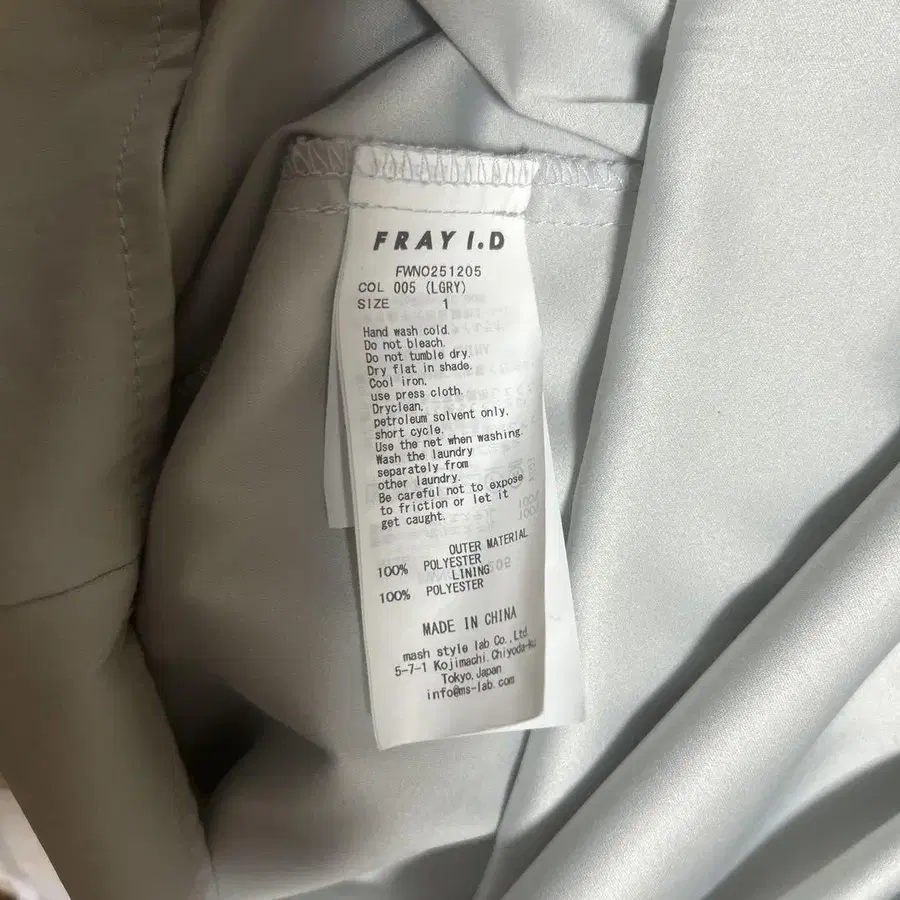 FRAY I.D
FWNO251205
COL 005 (LGRY)
SIZE 1
Hand wash cold.
Do not bleach.
Do not tumble dry.
Dry flat in shade.
Cool iron,
use press cloth.
Dryclean,
petroleum solvent only,
short cycle.
Use the net when washing.
Wash the laundry
separately from
other laundry.
Be careful not to expose
to friction or let it
get caught.
OUTER MATERIAL
100% POLYESTER
LINING
100% POLYESTER
MADE IN CHINA
mash style lab Co., Ltd.
5-7-1 Kojimachi, Chiyoda-ku
Tokyo, Japan
info@ms-lab.com